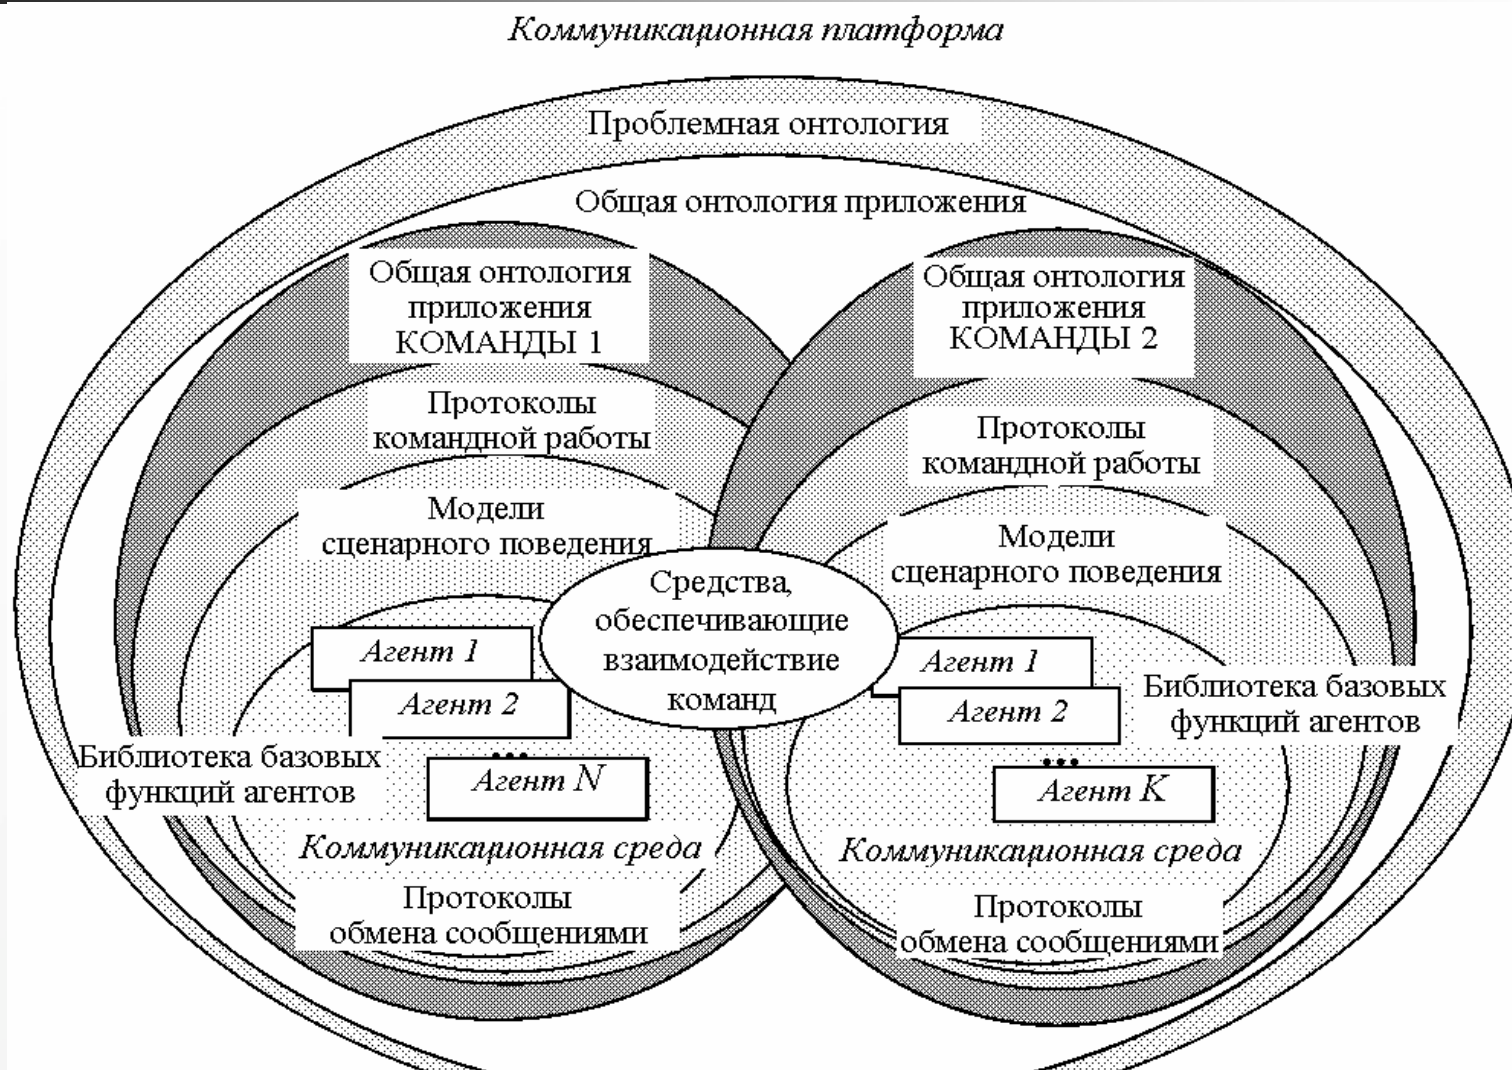 Коммуникационная платформа
Проблемная онтология
Общая онтология приложения
Общая онтология
приложения
КОМАНДЫ 1
Протоколы
командной работы
Модели
сценарного поведения
Агент 1
Агент 2
...
Агент N
Библиотека базовых
функций агентов
Коммуникационная среда
Протоколы
обмена сообщениями
Средства,
обеспечивающие
взаимодействие
команд
Общая онтология
приложения
КОМАНДЫ 2
Протоколы
командной работы
Модели
сценарного поведения
Агент 1
Агент 2
...
Агент K
Библиотека базовых
функций агентов
Коммуникационная среда
Протоколы
обмена сообщениями